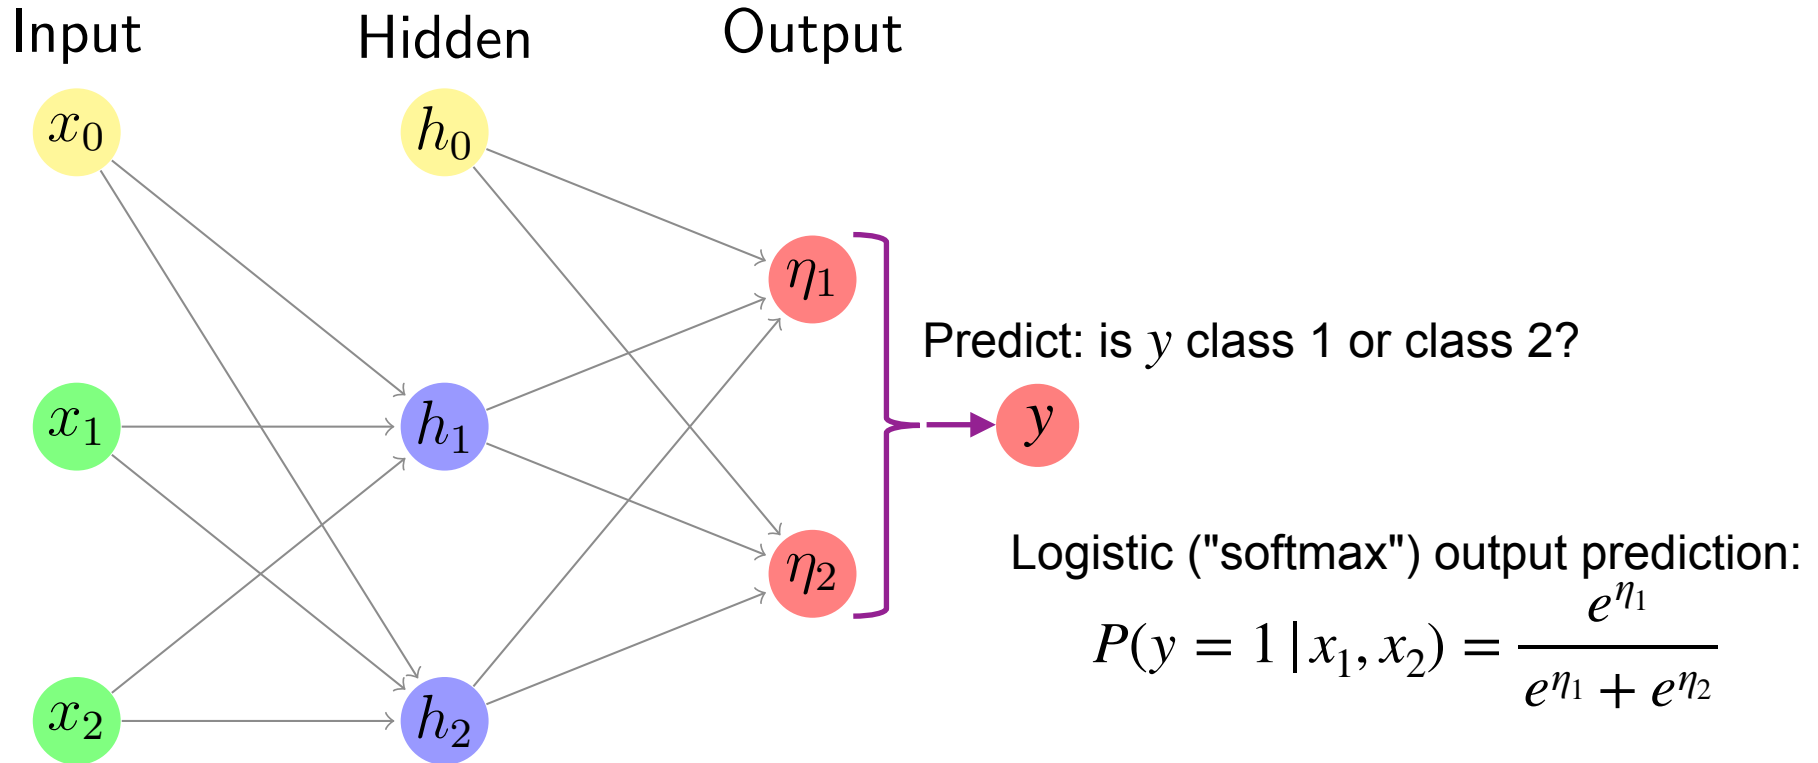 Input Hidden Output
x₀ h₀
η₁
Predict: is y class 1 or class 2?
x₁ h₁ y
Logistic ("softmax") output prediction:
η₂
P(y = 1 | x₁, x₂) = e^{η₁} / (e^{η₁} + e^{η₂})
x₂ h₂